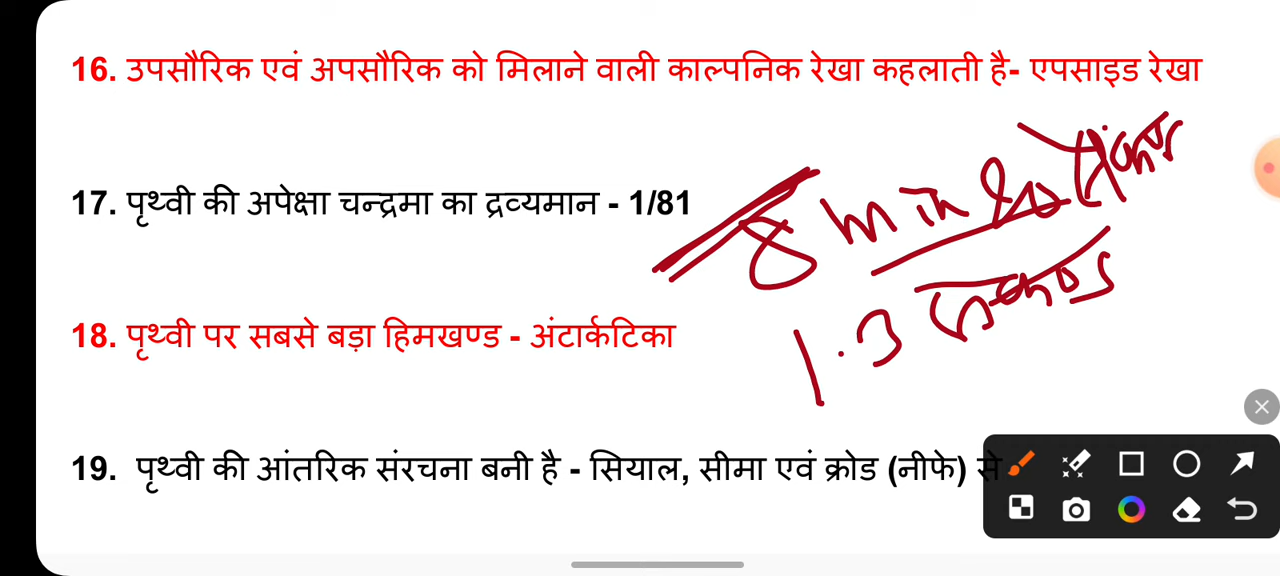 16. उपसौरिक एवं अपसौरिक को मिलाने वाली काल्पनिक रेखा कहलाती है- एपसाइड रेखा
17. पृथ्वी की अपेक्षा चन्द्रमा का द्रव्यमान - 1/81
8 min
1.3 सेकण्ड
18. पृथ्वी पर सबसे बड़ा हिमखण्ड - अंटार्कटिका
19. पृथ्वी की आंतरिक संरचना बनी है - सियाल, सीमा एवं क्रोड (नीफे) से